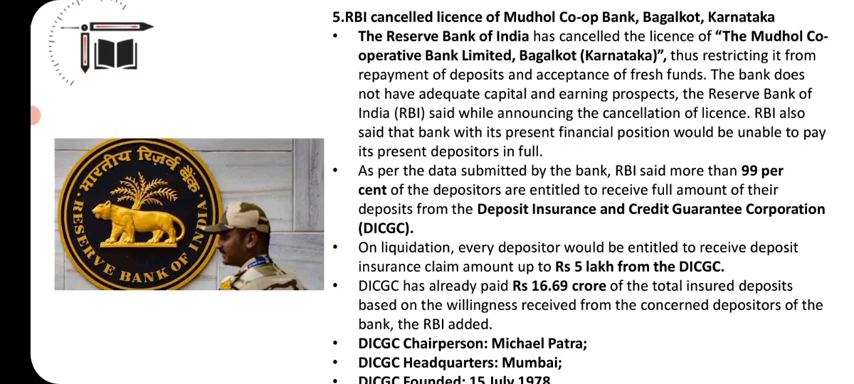 5.RBI cancelled licence of Mudhol Co-op Bank, Bagalkot, Karnataka
• The Reserve Bank of India has cancelled the licence of “The Mudhol Co-
operative Bank Limited, Bagalkot (Karnataka)”, thus restricting it from
repayment of deposits and acceptance of fresh funds. The bank does
not have adequate capital and earning prospects, the Reserve Bank of
India (RBI) said while announcing the cancellation of licence. RBI also
said that bank with its present financial position would be unable to pay
its present depositors in full.
• As per the data submitted by the bank, RBI said more than 99 per
cent of the depositors are entitled to receive full amount of their
deposits from the Deposit Insurance and Credit Guarantee Corporation
(DICGC).
• On liquidation, every depositor would be entitled to receive deposit
insurance claim amount up to Rs 5 lakh from the DICGC.
• DICGC has already paid Rs 16.69 crore of the total insured deposits
based on the willingness received from the concerned depositors of the
bank, the RBI added.
• DICGC Chairperson: Michael Patra;
• DICGC Headquarters: Mumbai;
• DICGC Founded: 15 July 1978
भारतीय रिज़र्व बैंक
RESERVE BANK OF INDIA